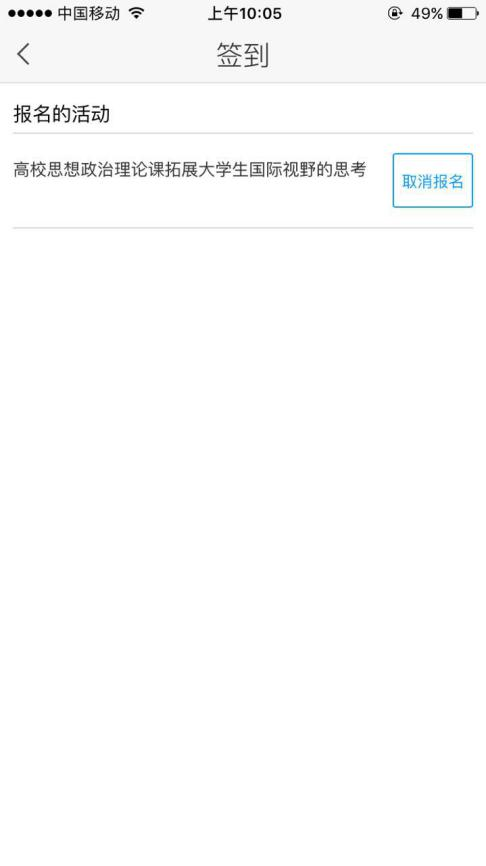 中国移动 上午10:05 49%
签到
报名的活动
高校思想政治理论课拓展大学生国际视野的思考
取消报名